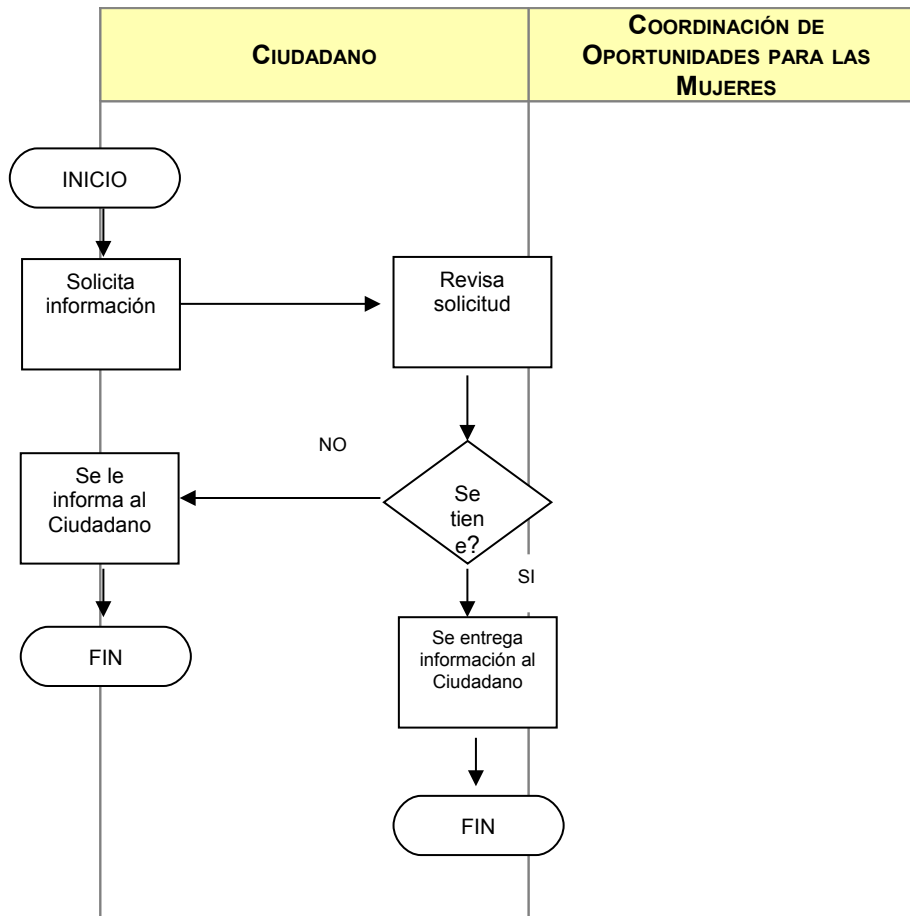 CIUDADANO
COORDINACIÓN DE
OPORTUNIDADES PARA LAS
MUJERES
INICIO
Solicita
información
Revisa
solicitud
NO
Se le
informa al
Ciudadano
Se
tien
e?
SI
FIN
Se entrega
información al
Ciudadano
FIN